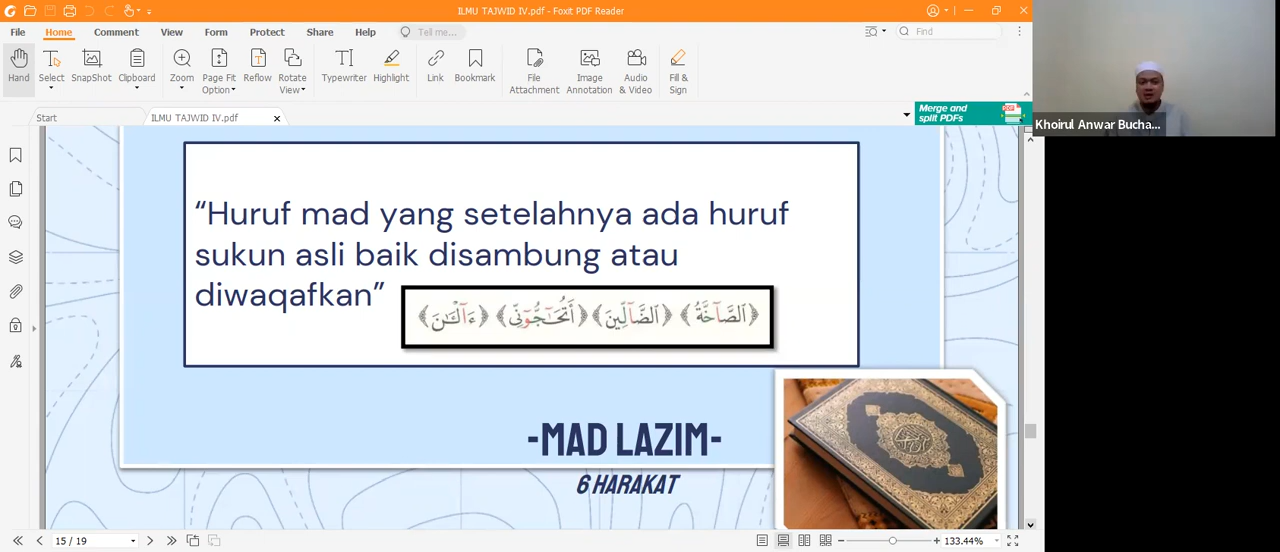 ILMU TAJWID IV.pdf - Foxit PDF Reader
File Home Comment View Form Protect Share Help Tell me... Find
Hand Select SnapShot Clipboard Zoom Page Fit Option Reflow Rotate View Typewriter Highlight Link Bookmark File Attachment Image Annotation Audio & Video Fill & Sign
Start ILMU TAJWID IV.pdf
Merge and
split PDFs
Khoirul Anwar Bucha...
“Huruf mad yang setelahnya ada huruf
sukun asli baik disambung atau
diwaqafkan”
﴿ٱلصَّآخَّةُ﴾ ﴿ٱلضَّآلِّينَ﴾ ﴿أَتُحَـٰٓجُّوٓنِّى﴾ ﴿ءَآلْـَٔـٰنَ﴾
-MAD LAZIM-
6 HARAKAT
15 / 19
133.44%